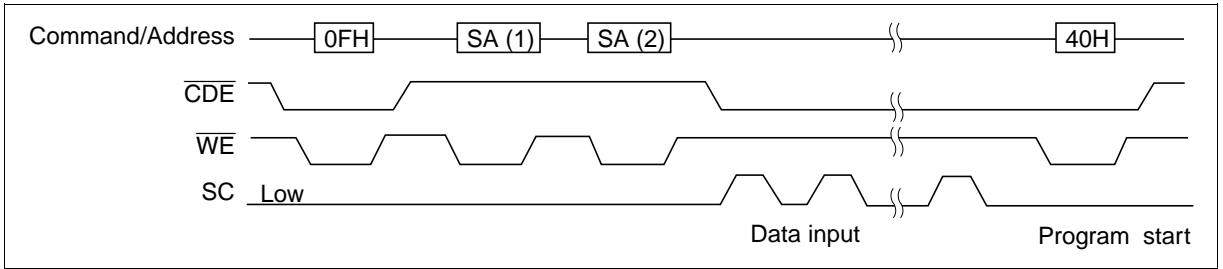 Command/Address 0FH SA (1) SA (2) 40H
CDE
WE
SC Low
Data input Program start